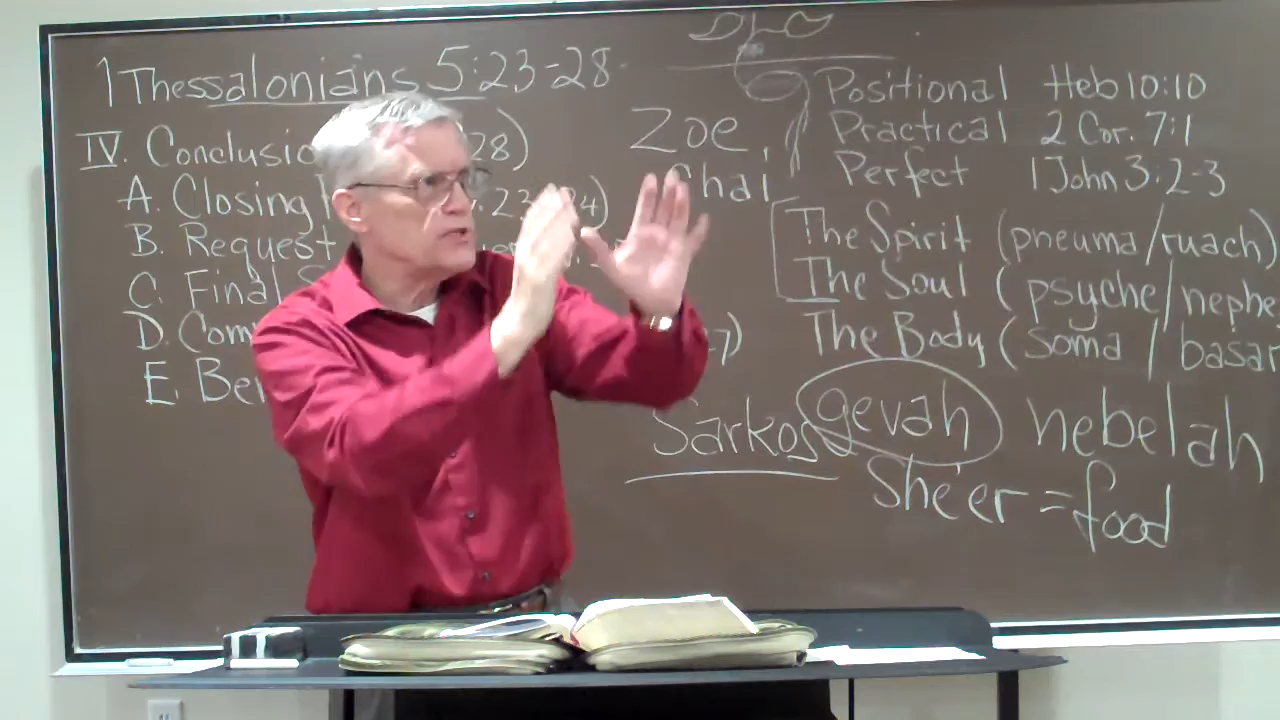 1 Thessalonians 5:23-28
IV. Conclusio 28)
A. Closing :23-24)
B. Request
C. Final
D. Com 27)
E. Ben
Zoe
Chai
Positional Heb 10:10
Practical 2 Cor. 7:1
Perfect 1 John 3:2-3
The Spirit (pneuma/ruach)
The Soul (psyche/nephe
The Body (soma / basar
Sarkos gevah nebelah
She'er = food